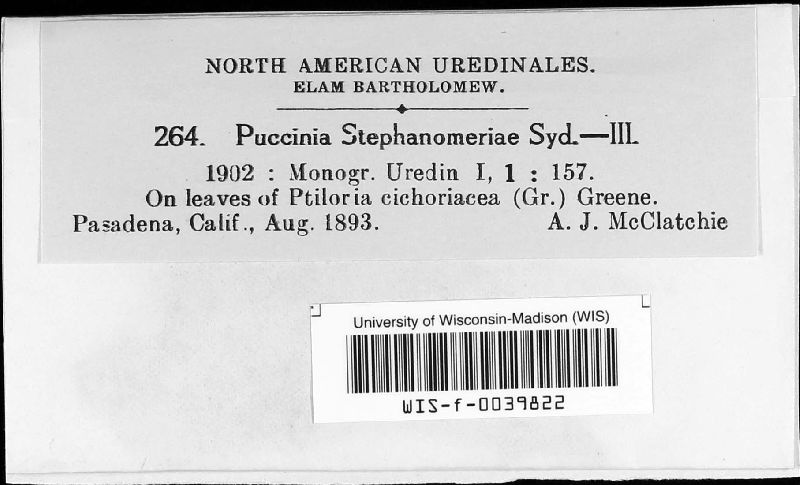 NORTH AMERICAN UREDINALES.
ELAM BARTHOLOMEW.
264. Puccinia Stephanomeriae Syd.—III.
1902 : Monogr. Uredin I, 1 : 157.
On leaves of Ptiloria cichoriacea (Gr.) Greene.
Pasadena, Calif., Aug. 1893. A. J. McClatchie
University of Wisconsin-Madison (WIS)
WIS-f-0039822